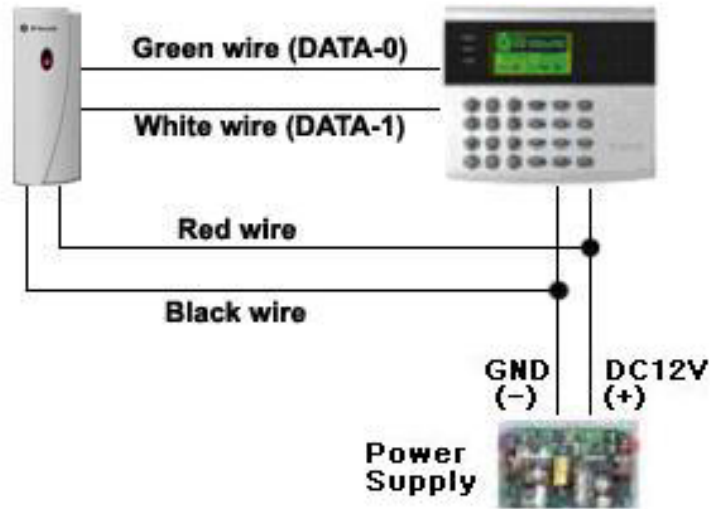 Green wire (DATA-0)
White wire (DATA-1)
Red wire
Black wire
GND
(-)
DC12V
(+)
Power
Supply